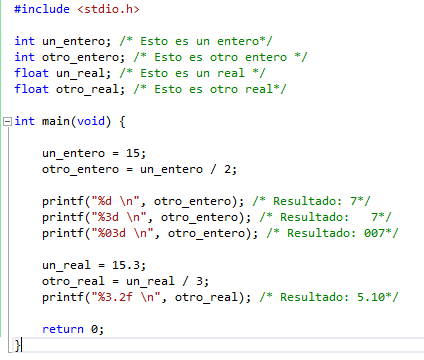 #include <stdio.h>

int un_entero; /* Esto es un entero*/
int otro_entero; /* Esto es otro entero */
float un_real; /* Esto es un real */
float otro_real; /* Esto es otro real*/

int main(void) {

    un_entero = 15;
    otro_entero = un_entero / 2;

    printf("%d \n", otro_entero); /* Resultado: 7*/
    printf("%3d \n", otro_entero); /* Resultado:   7*/
    printf("%03d \n", otro_entero); /* Resultado: 007*/

    un_real = 15.3;
    otro_real = un_real / 3;
    printf("%3.2f \n", otro_real); /* Resultado: 5.10*/

    return 0;
}